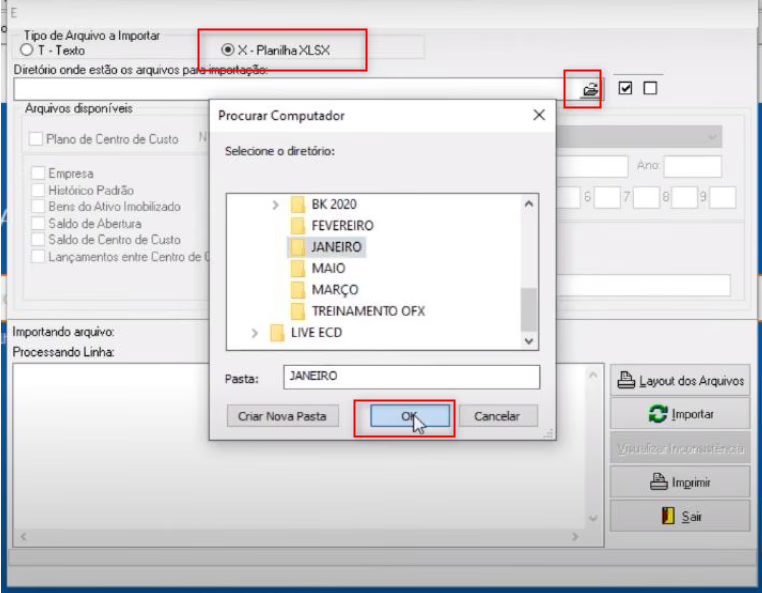 E
Tipo de Arquivo a Importar
T - Texto
X - Planilha XLSX
Diretório onde estão os arquivos para importação:
Arquivos disponíveis
Plano de Centro de Custo N
Empresa
Histórico Padrão
Bens do Ativo Imobilizado
Saldo de Abertura
Saldo de Centro de Custo
Lançamentos entre Centro de C
Ano:
6 7 8 9
Procurar Computador
Selecione o diretório:
BK 2020
FEVEREIRO
JANEIRO
MAIO
MARÇO
TREINAMENTO OFX
LIVE ECD
Pasta: JANEIRO
Criar Nova Pasta OK Cancelar
Importando arquivo:
Processando Linha:
Layout dos Arquivos
Importar
Visualizar Inconsistência
Imprimir
Sair